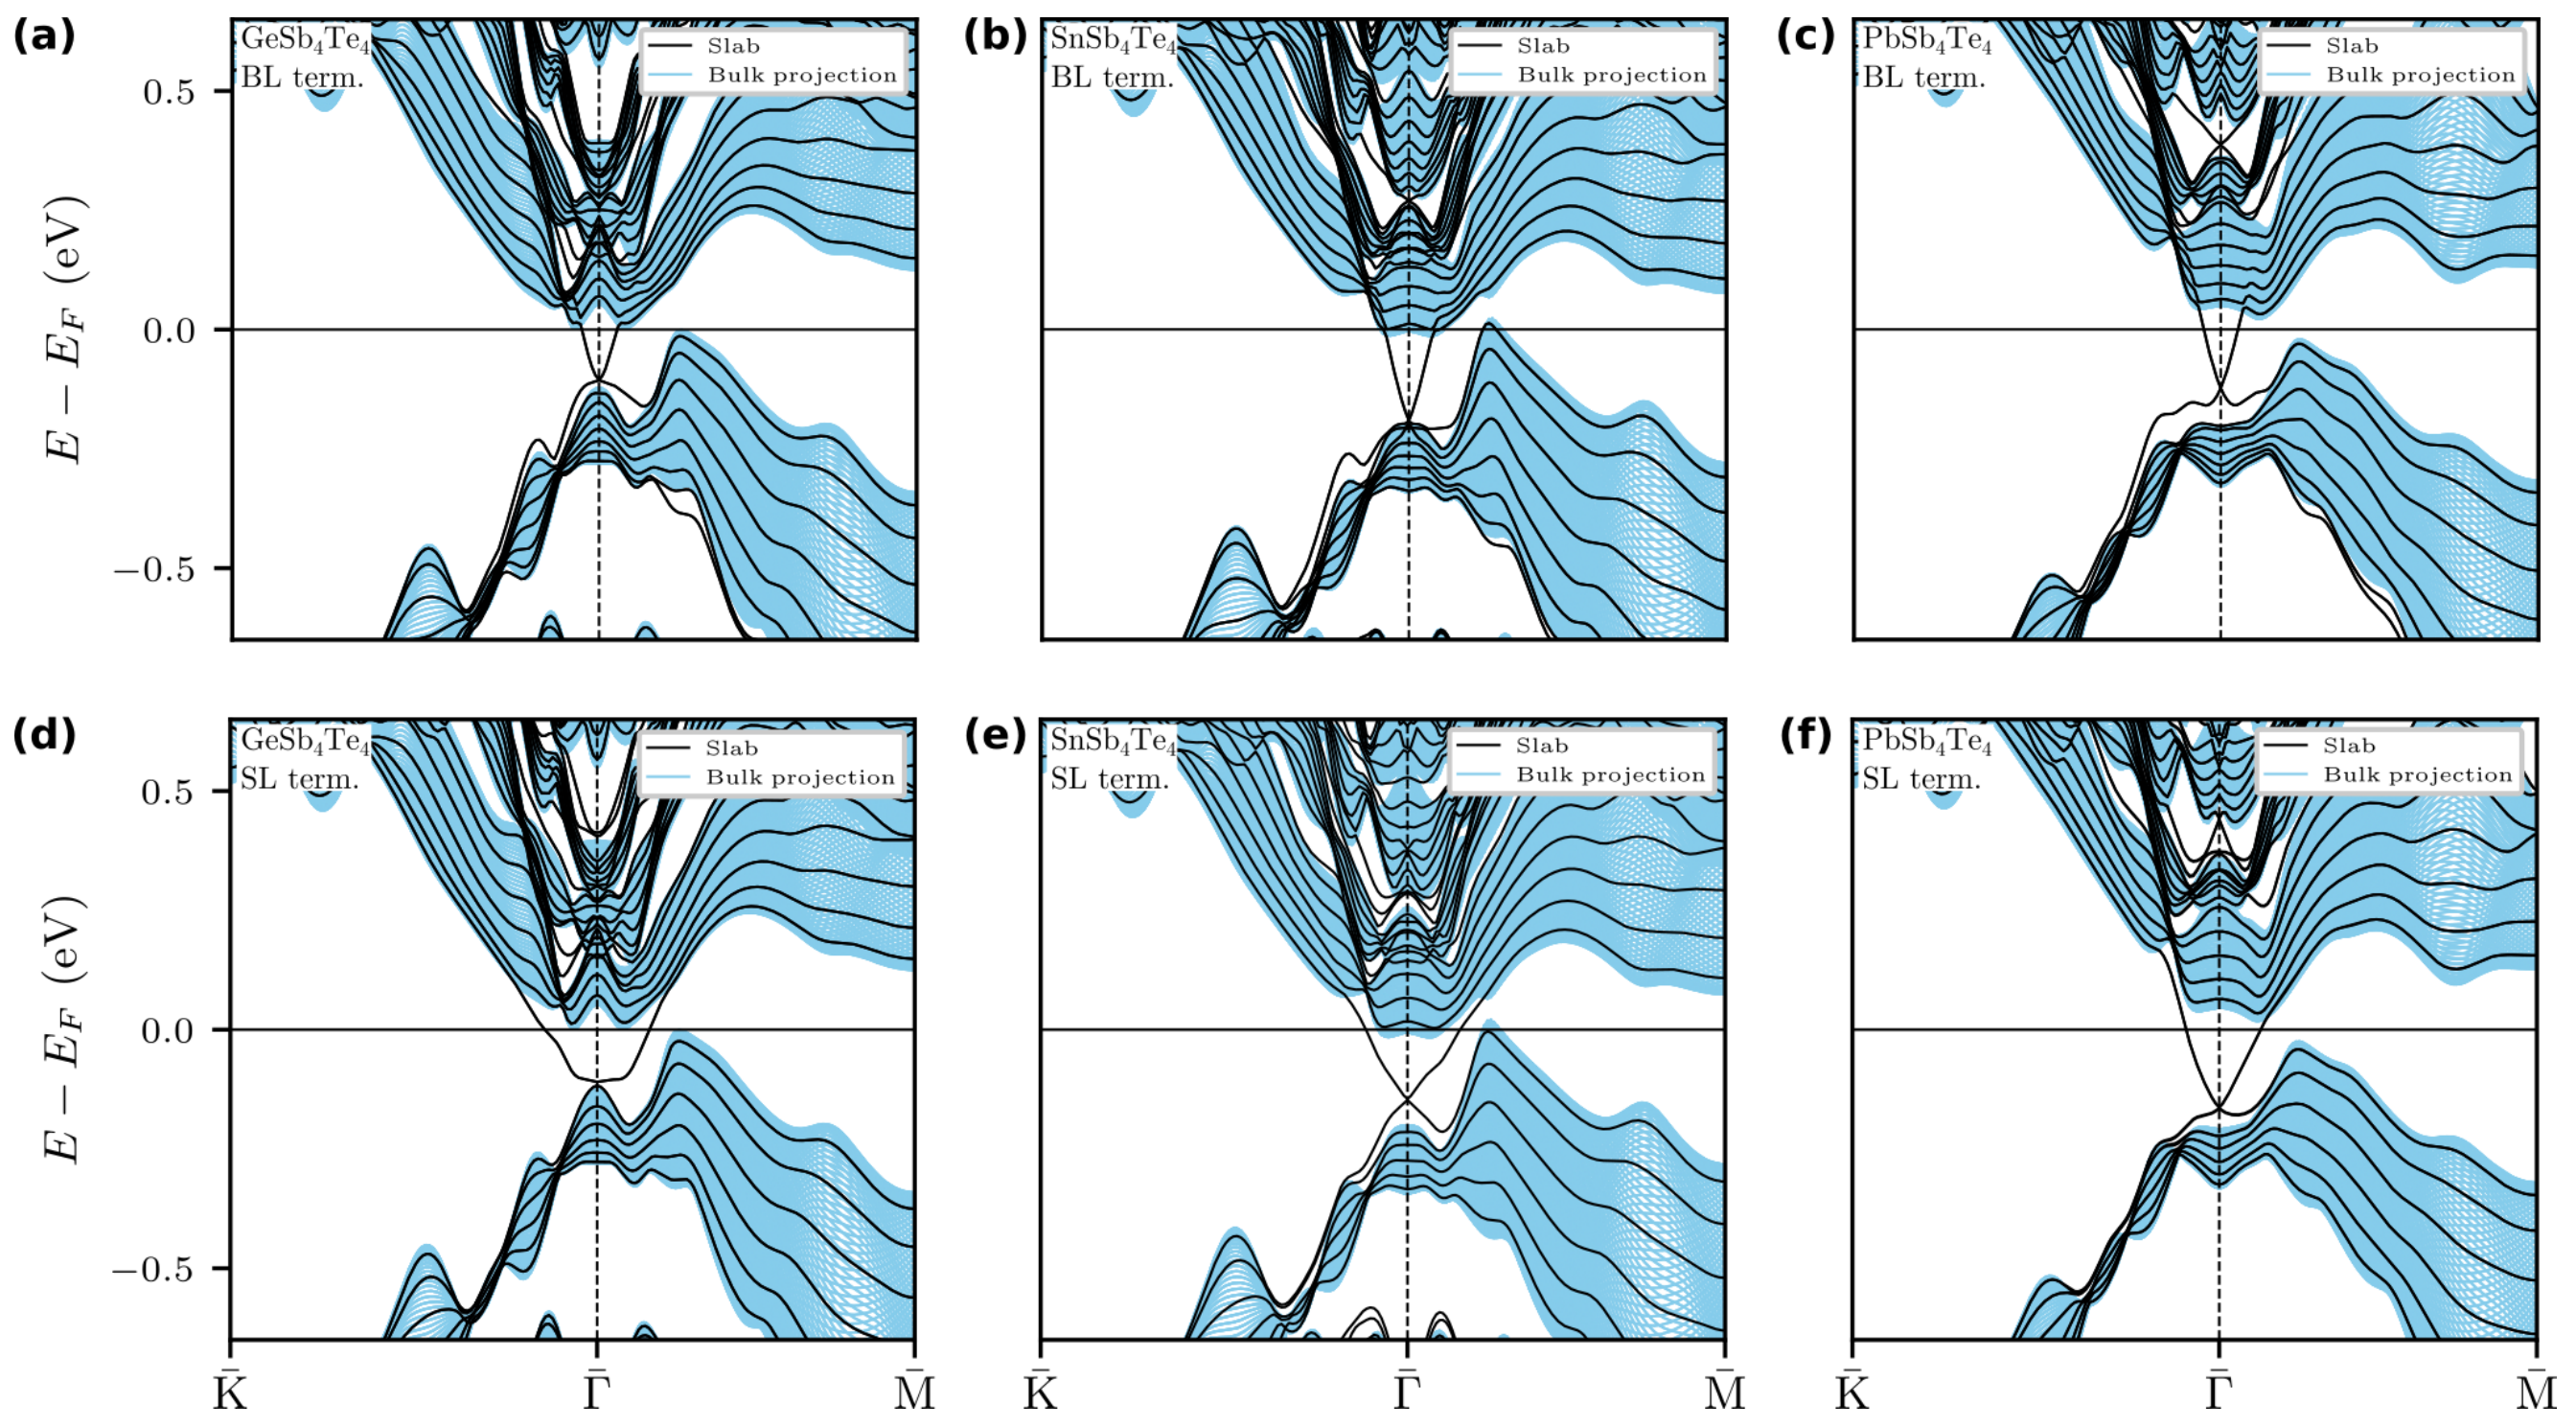 (a)
GeSb₄Te₄
BL term.
Slab
Bulk projection
(b)
SnSb₄Te₄
BL term.
Slab
Bulk projection
(c)
PbSb₄Te₄
BL term.
Slab
Bulk projection
0.5
0.0
−0.5
E − E_F (eV)
(d)
GeSb₄Te₄
SL term.
Slab
Bulk projection
(e)
SnSb₄Te₄
SL term.
Slab
Bulk projection
(f)
PbSb₄Te₄
SL term.
Slab
Bulk projection
0.5
0.0
−0.5
E − E_F (eV)
K̄ Γ̄ M̄
K̄ Γ̄ M̄
K̄ Γ̄ M̄